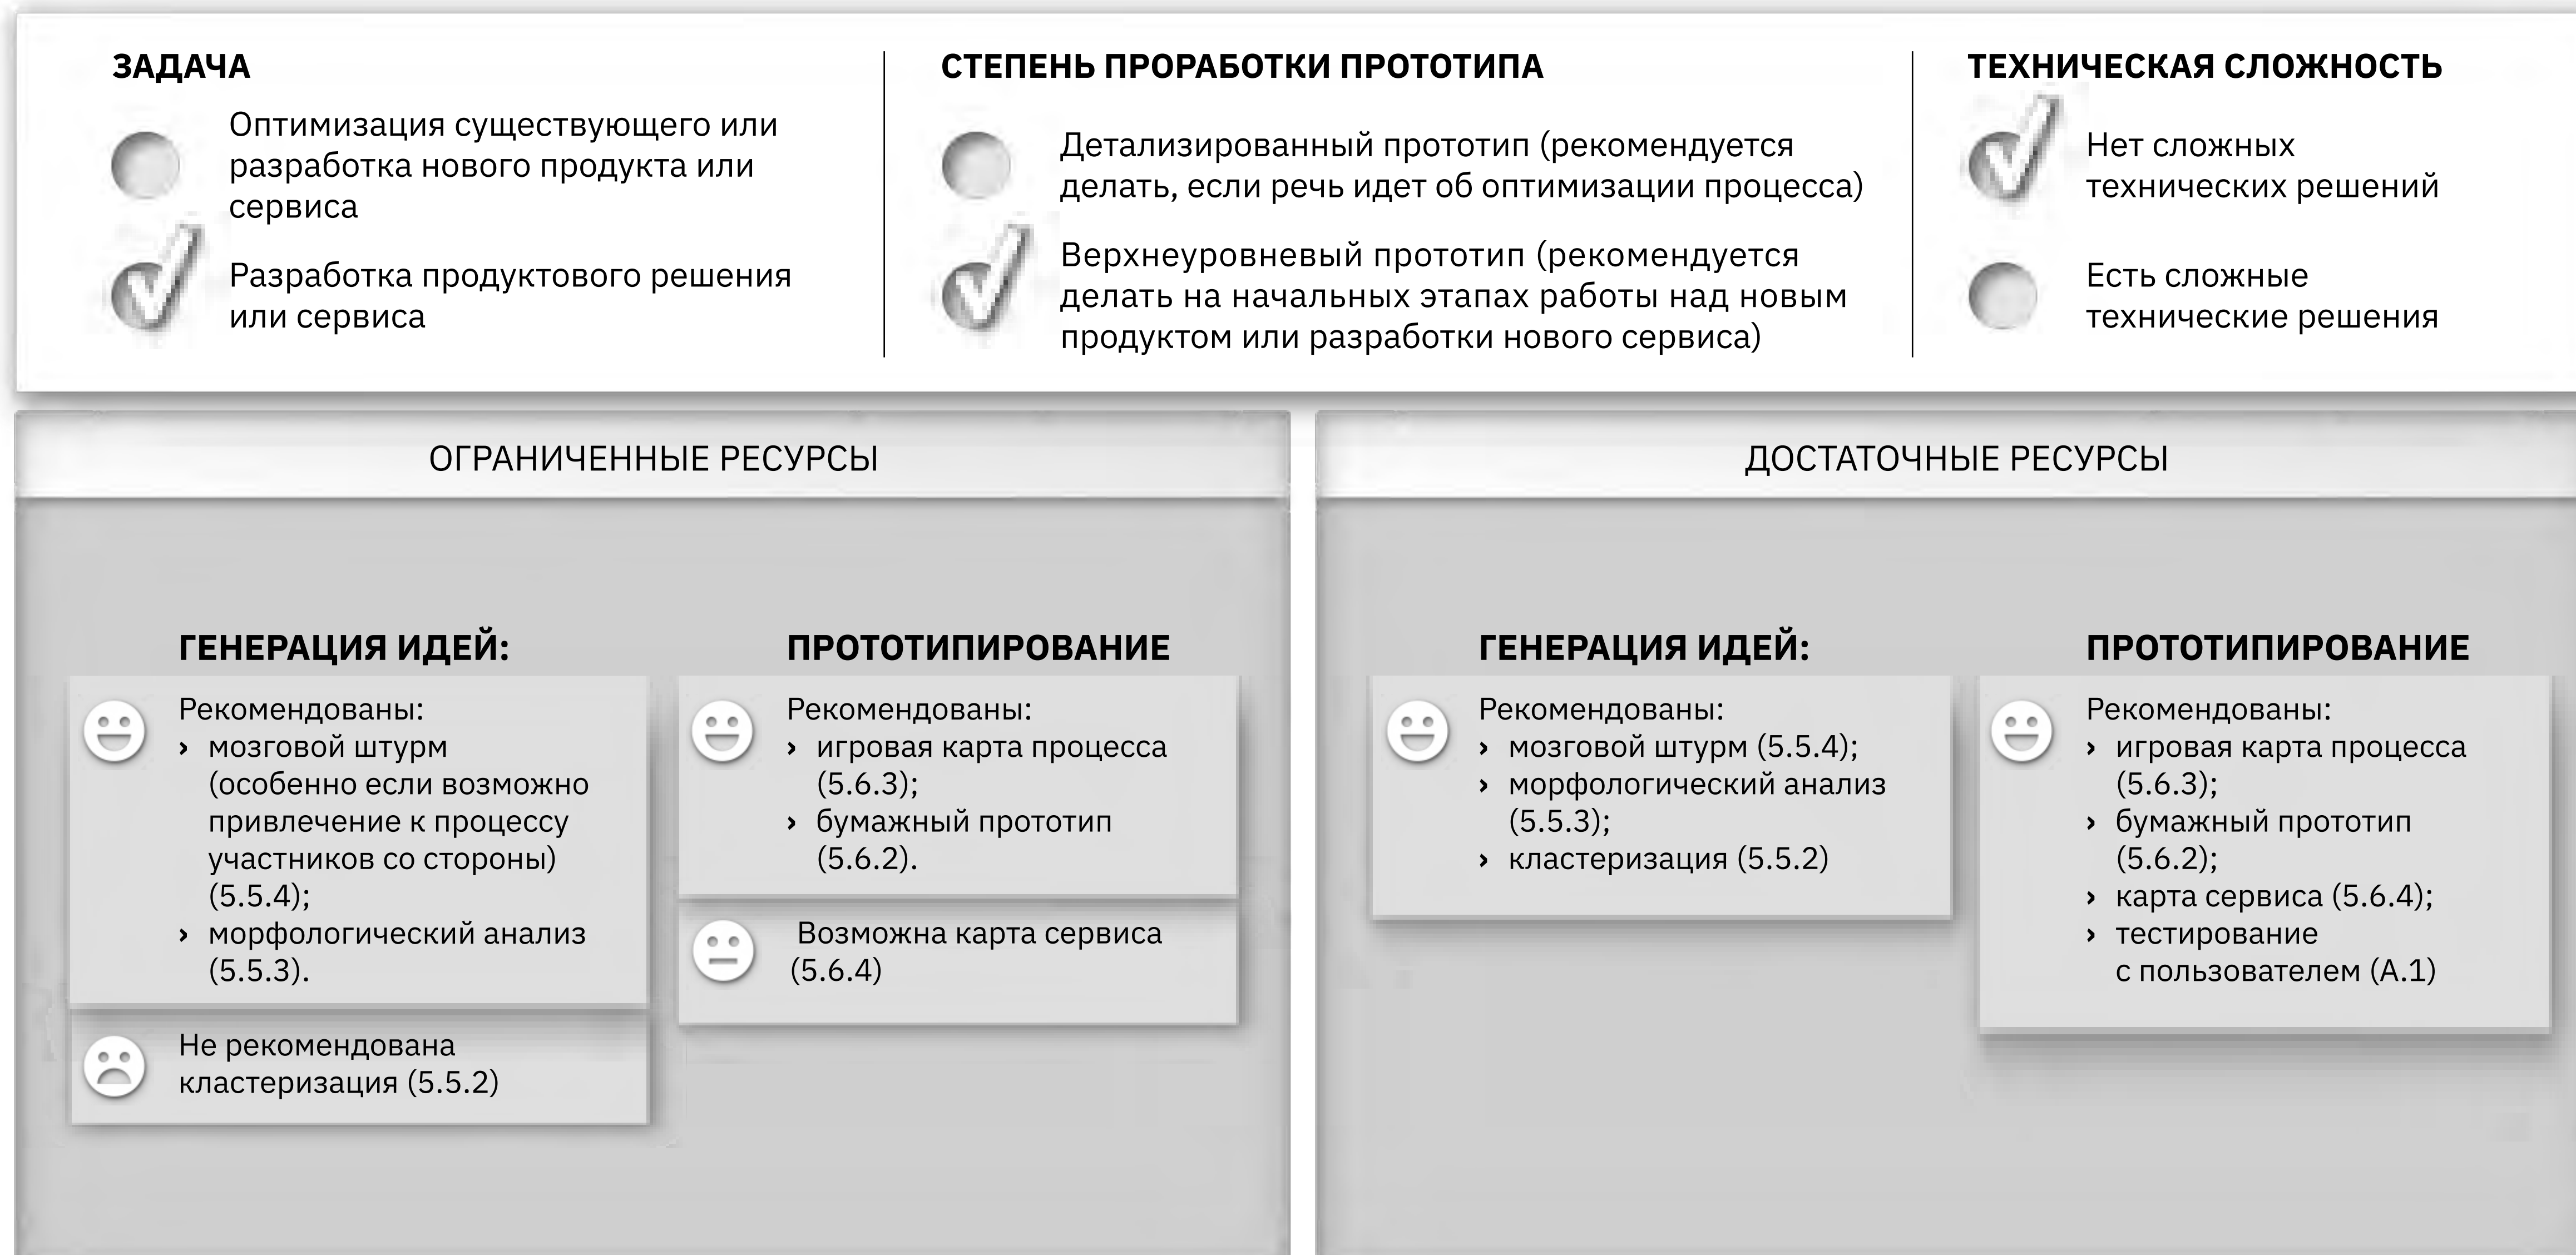 ЗАДАЧА
Оптимизация существующего или
разработка нового продукта или
сервиса
Разработка продуктового решения
или сервиса
СТЕПЕНЬ ПРОРАБОТКИ ПРОТОТИПА
Детализированный прототип (рекомендуется
делать, если речь идет об оптимизации процесса)
Верхнеуровневый прототип (рекомендуется
делать на начальных этапах работы над новым
продуктом или разработки нового сервиса)
ТЕХНИЧЕСКАЯ СЛОЖНОСТЬ
Нет сложных
технических решений
Есть сложные
технические решения
ОГРАНИЧЕННЫЕ РЕСУРСЫ
ГЕНЕРАЦИЯ ИДЕЙ:
Рекомендованы:
› мозговой штурм
(особенно если возможно
привлечение к процессу
участников со стороны)
(5.5.4);
› морфологический анализ
(5.5.3).
Не рекомендована
кластеризация (5.5.2)
ПРОТОТИПИРОВАНИЕ
Рекомендованы:
› игровая карта процесса
(5.6.3);
› бумажный прототип
(5.6.2).
Возможна карта сервиса
(5.6.4)
ДОСТАТОЧНЫЕ РЕСУРСЫ
ГЕНЕРАЦИЯ ИДЕЙ:
Рекомендованы:
› мозговой штурм (5.5.4);
› морфологический анализ
(5.5.3);
› кластеризация (5.5.2)
ПРОТОТИПИРОВАНИЕ
Рекомендованы:
› игровая карта процесса
(5.6.3);
› бумажный прототип
(5.6.2);
› карта сервиса (5.6.4);
› тестирование
с пользователем (А.1)